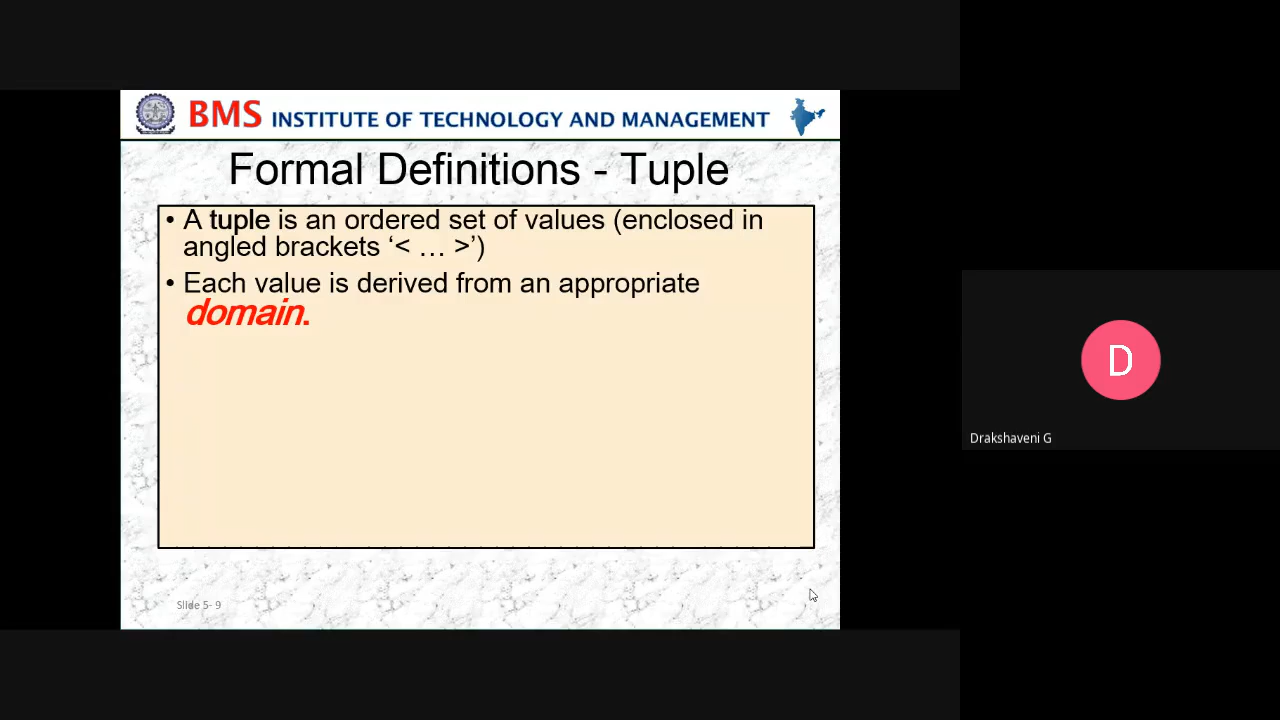 BMS INSTITUTE OF TECHNOLOGY AND MANAGEMENT
Formal Definitions - Tuple
• A tuple is an ordered set of values (enclosed in
angled brackets ‘< … >’)
• Each value is derived from an appropriate
domain.
Slide 5- 9
D
Drakshaveni G